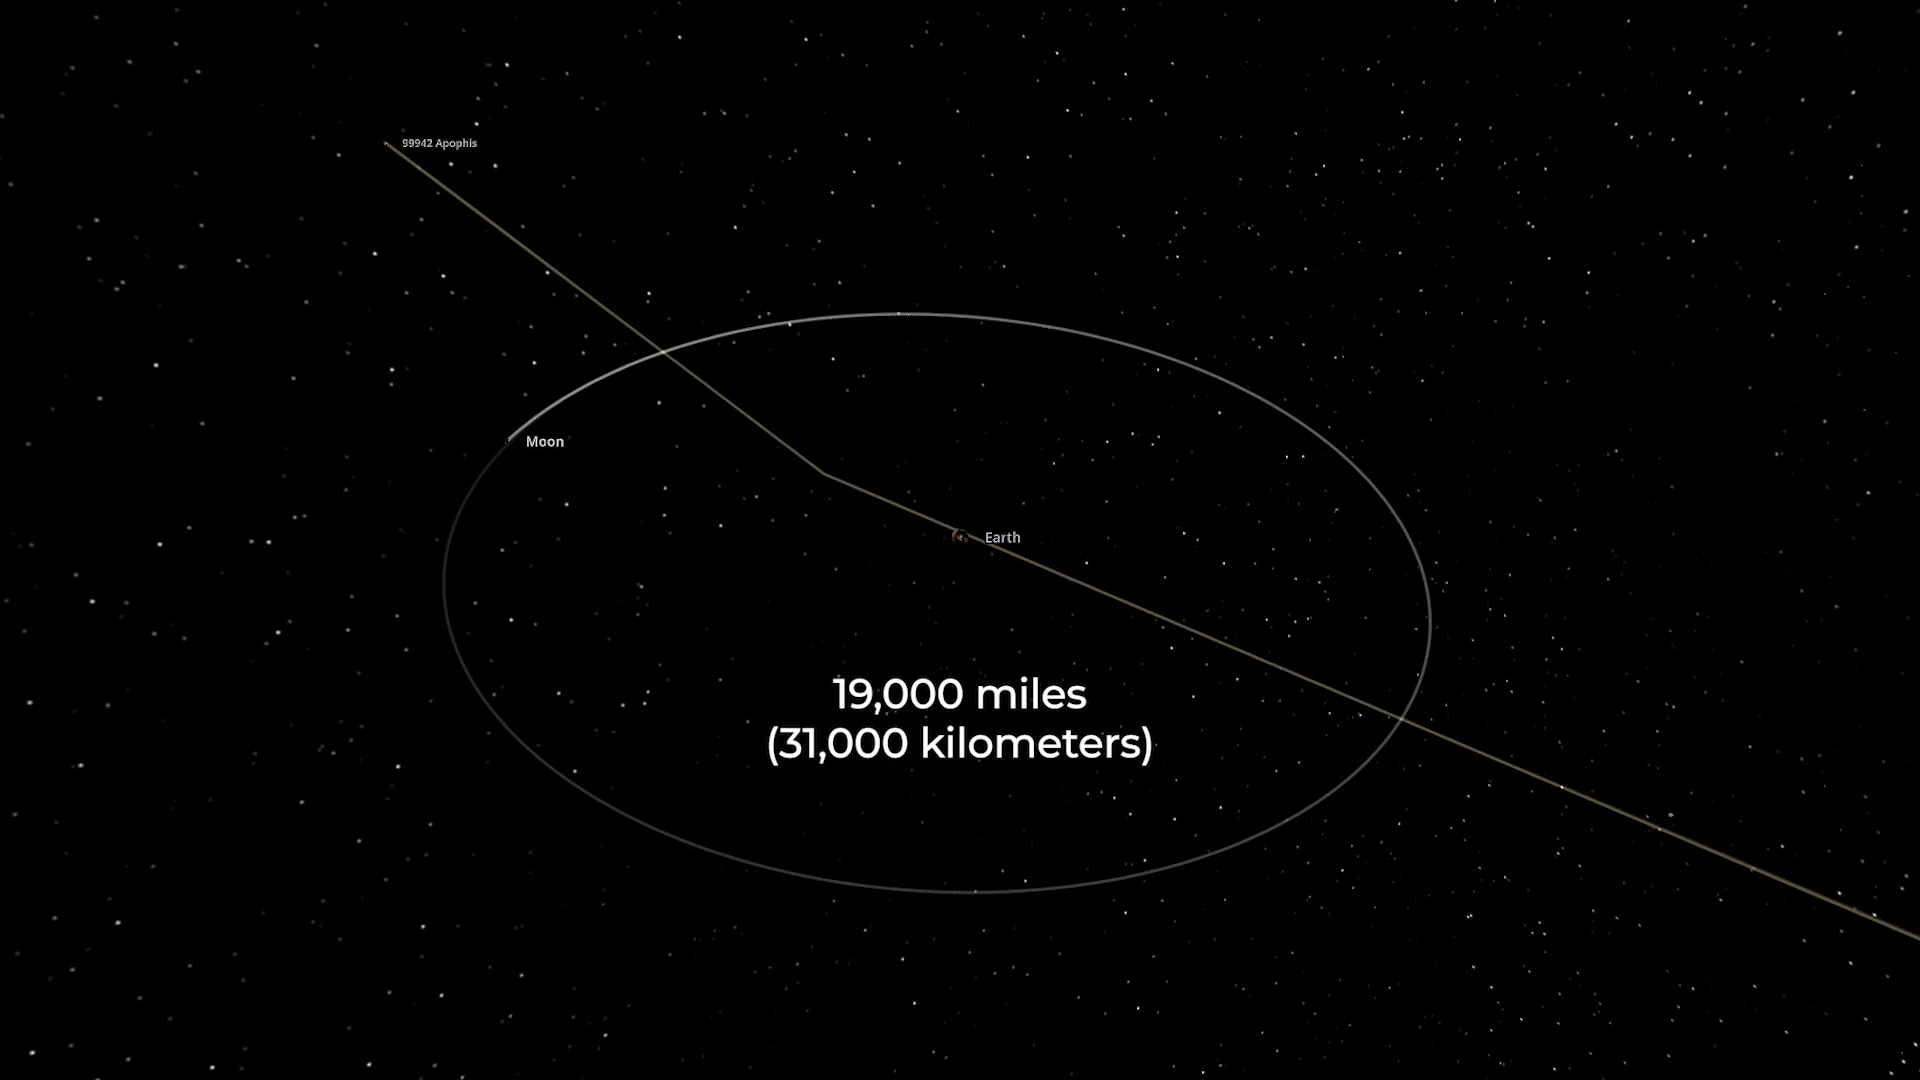 99942 Apophis
Moon
Earth
19,000 miles
(31,000 kilometers)